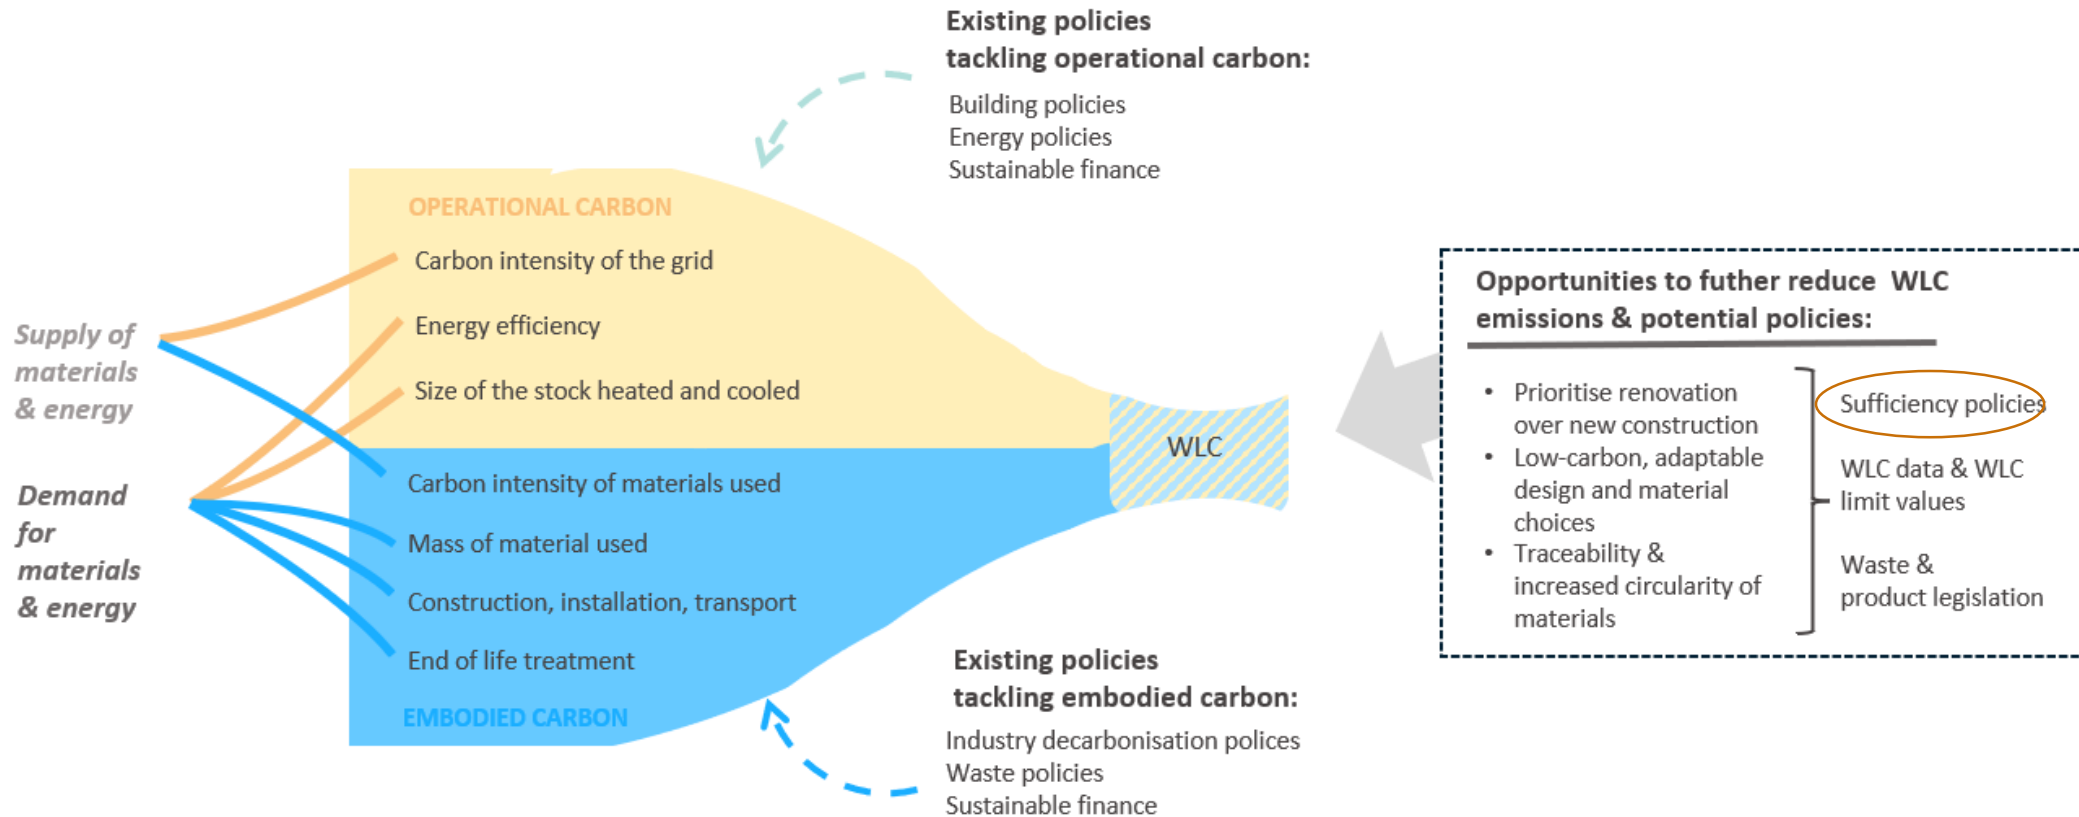 Existing policies
tackling operational carbon:
Building policies
Energy policies
Sustainable finance
OPERATIONAL CARBON
Carbon intensity of the grid
Energy efficiency
Size of the stock heated and cooled
Supply of
materials
& energy
Demand
for
materials
& energy
Carbon intensity of materials used
Mass of material used
Construction, installation, transport
End of life treatment
EMBODIED CARBON
WLC
Existing policies
tackling embodied carbon:
Industry decarbonisation polices
Waste policies
Sustainable finance
Opportunities to futher reduce WLC
emissions & potential policies:
• Prioritise renovation
over new construction
• Low-carbon, adaptable
design and material
choices
• Traceability &
increased circularity of
materials
Sufficiency policies
WLC data & WLC
limit values
Waste &
product legislation